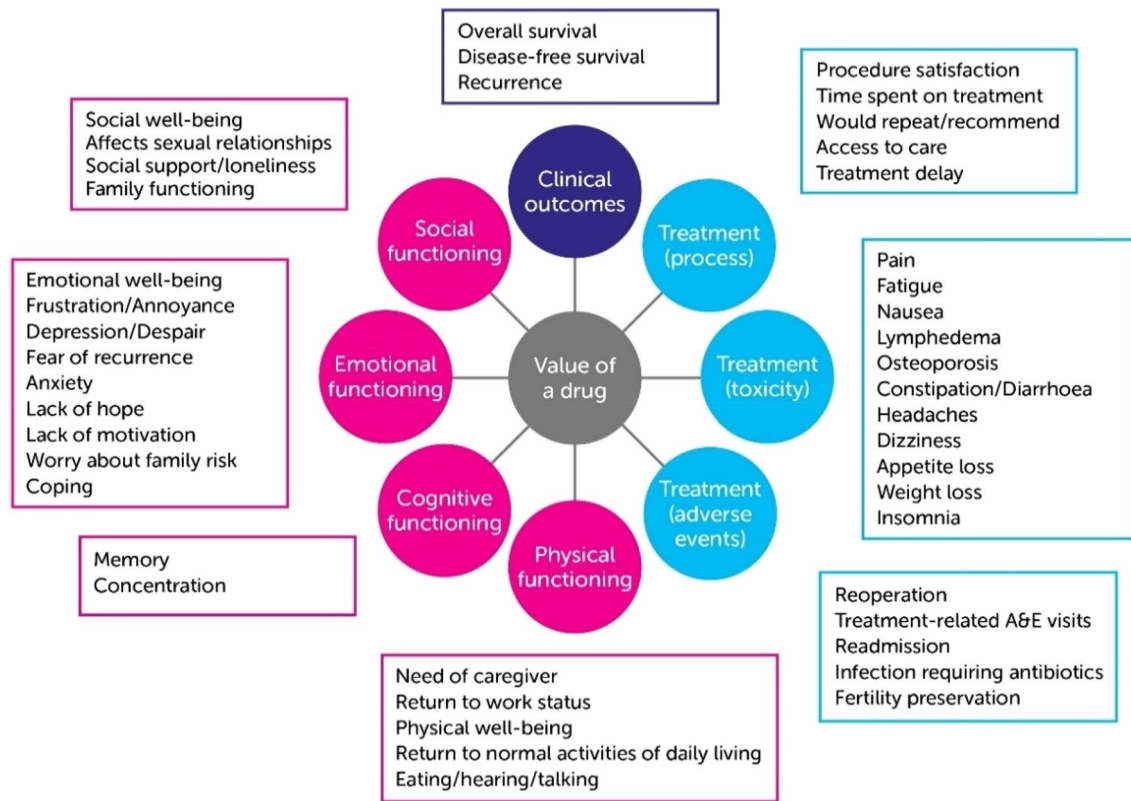 Overall survival
Disease-free survival
Recurrence
Procedure satisfaction
Time spent on treatment
Would repeat/recommend
Access to care
Treatment delay
Social well-being
Affects sexual relationships
Social support/loneliness
Family functioning
Clinical
outcomes
Social
functioning
Treatment
(process)
Emotional well-being
Frustration/Annoyance
Depression/Despair
Fear of recurrence
Anxiety
Lack of hope
Lack of motivation
Worry about family risk
Coping
Emotional
functioning
Value of
a drug
Treatment
(toxicity)
Pain
Fatigue
Nausea
Lymphedema
Osteoporosis
Constipation/Diarrhoea
Headaches
Dizziness
Appetite loss
Weight loss
Insomnia
Cognitive
functioning
Treatment
(adverse
events)
Physical
functioning
Memory
Concentration
Reoperation
Treatment-related A&E visits
Readmission
Infection requiring antibiotics
Fertility preservation
Need of caregiver
Return to work status
Physical well-being
Return to normal activities of daily living
Eating/hearing/talking